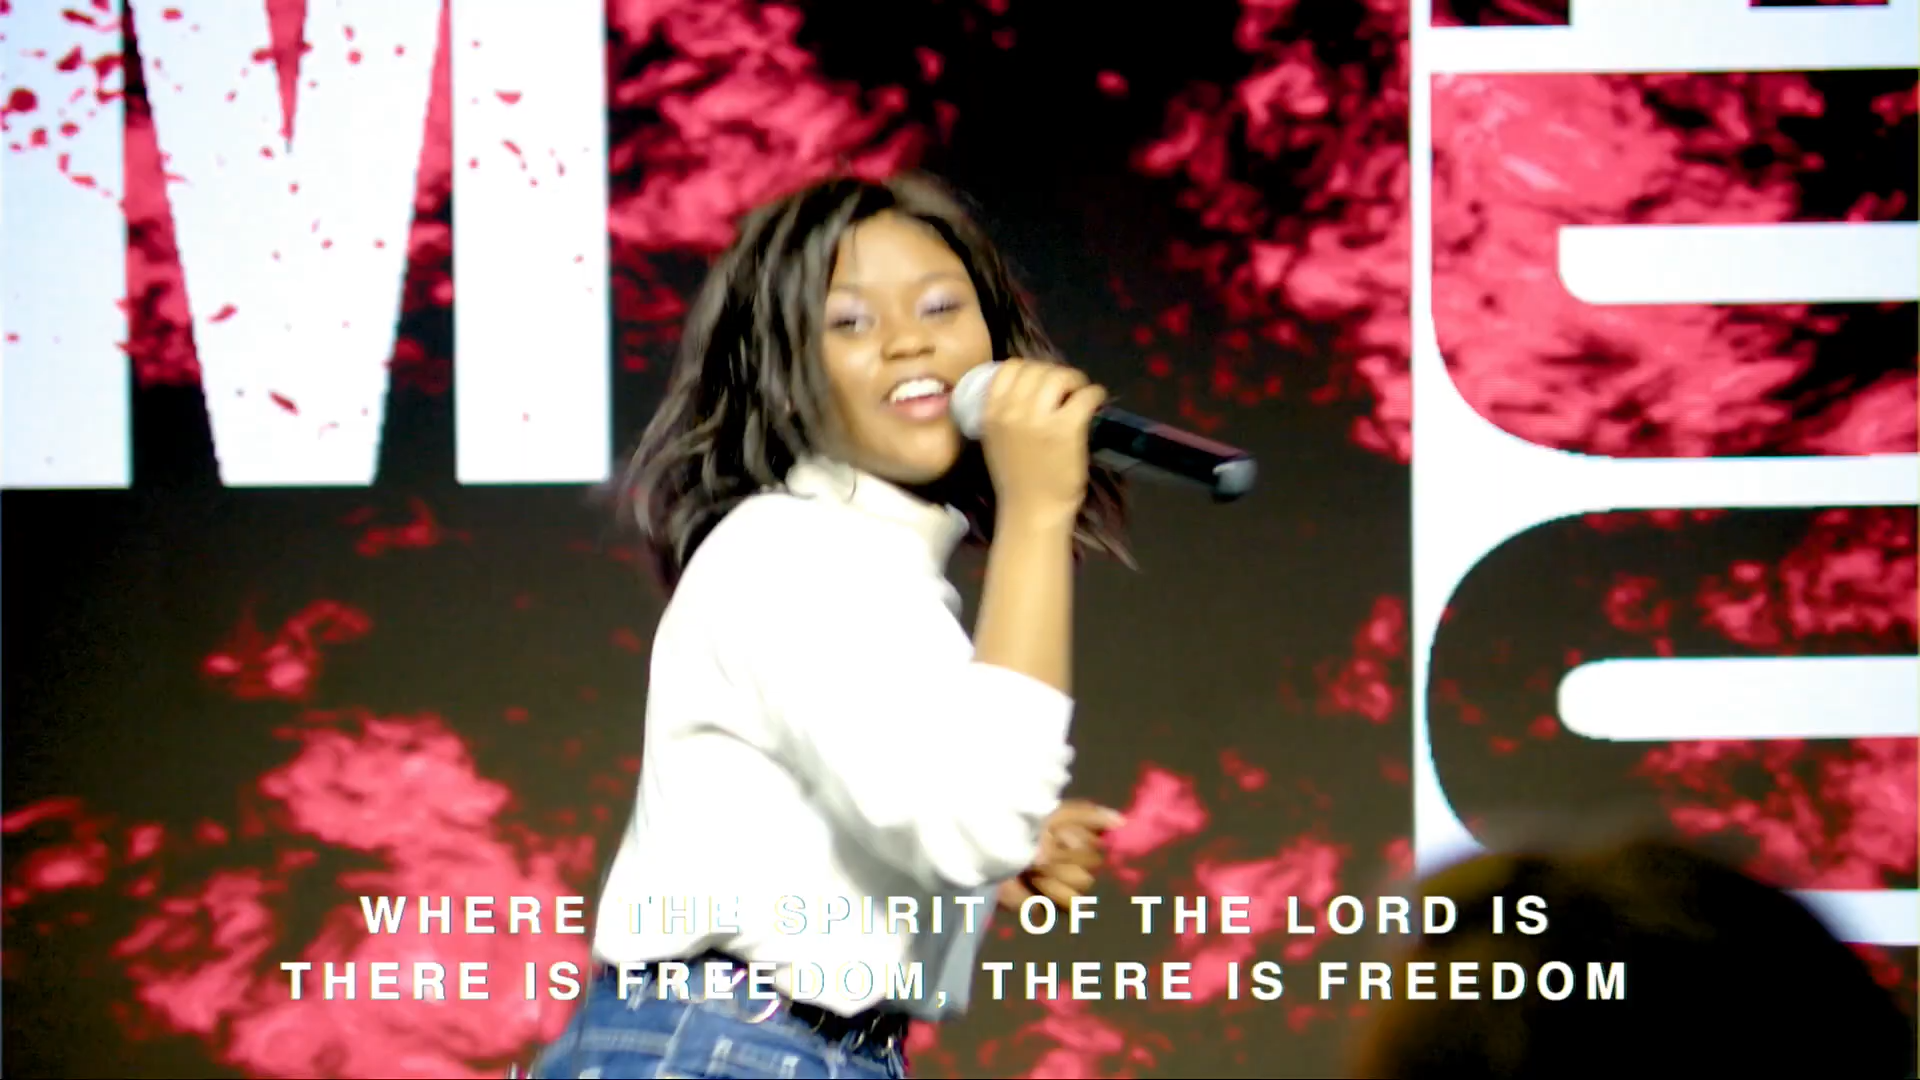 M
WHERE THE SPIRIT OF THE LORD IS
THERE IS FREEDOM, THERE IS FREEDOM